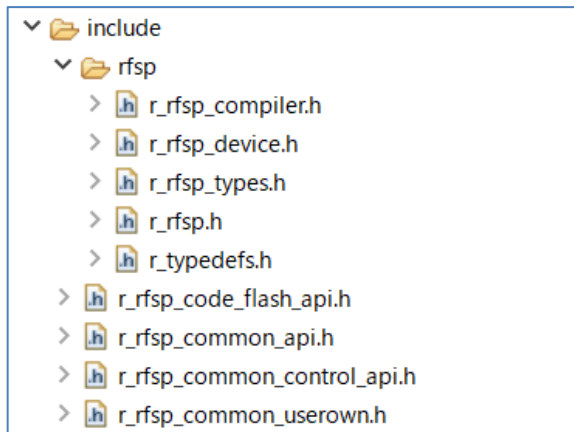 include
rfsp
r_rfsp_compiler.h
r_rfsp_device.h
r_rfsp_types.h
r_rfsp.h
r_typedefs.h
r_rfsp_code_flash_api.h
r_rfsp_common_api.h
r_rfsp_common_control_api.h
r_rfsp_common_userown.h